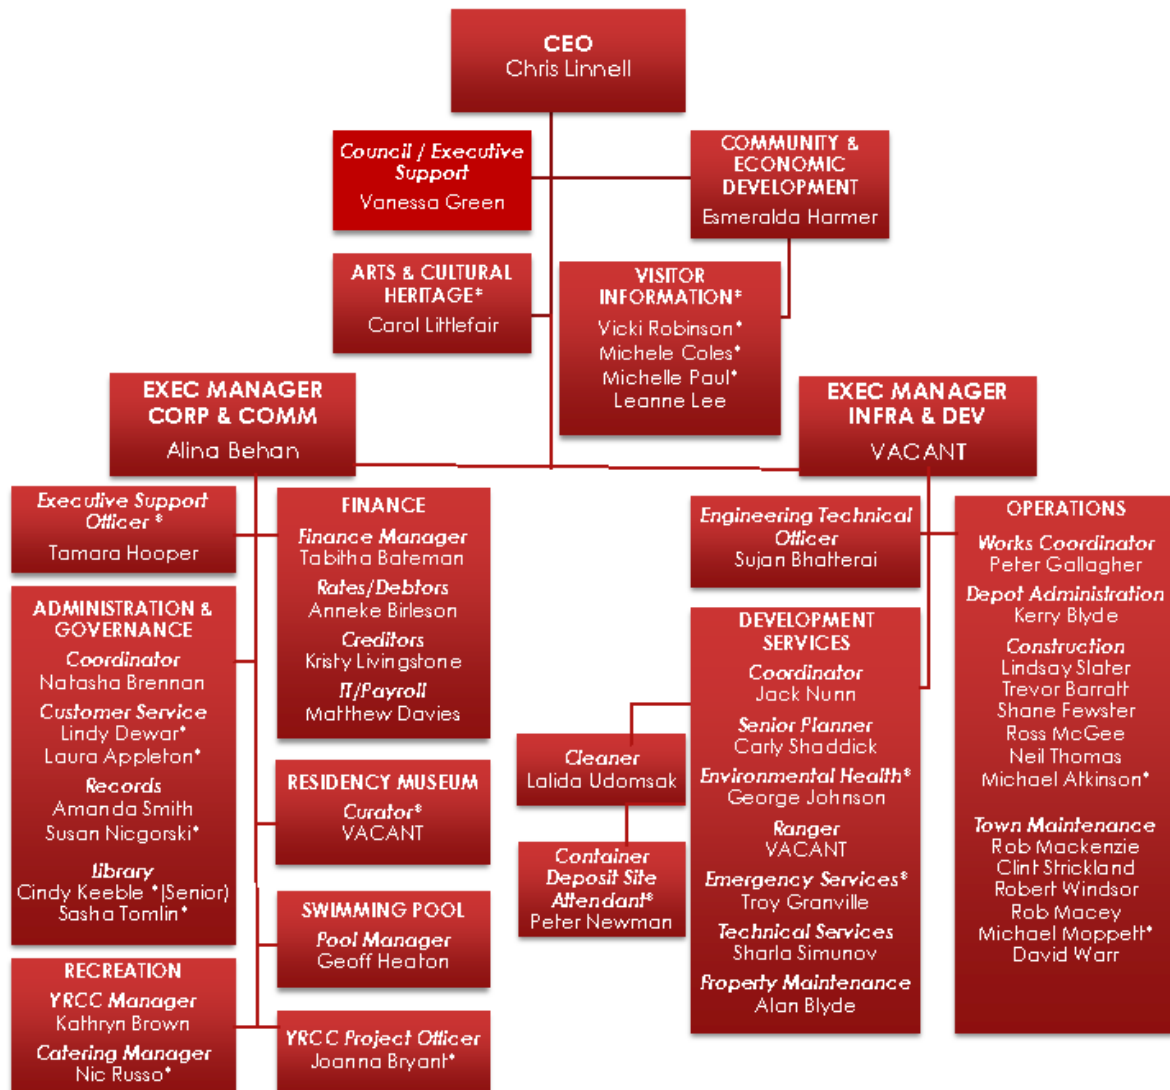 CEO
Chris Linnell
Council / Executive
Support
Vanessa Green
COMMUNITY &
ECONOMIC
DEVELOPMENT
Esmeralda Harmer
ARTS & CULTURAL
HERITAGE*
Carol Littlefair
VISITOR
INFORMATION*
Vicki Robinson*
Michele Coles*
Michelle Paul*
Leanne Lee
EXEC MANAGER
CORP & COMM
Alina Behan
EXEC MANAGER
INFRA & DEV
VACANT
Executive Support
Officer *
Tamara Hooper
FINANCE
Finance Manager
Tabitha Bateman
Rates/Debtors
Anneke Birleson
Creditors
Kristy Livingstone
IT/Payroll
Matthew Davies
ADMINISTRATION &
GOVERNANCE
Coordinator
Natasha Brennan
Customer Service
Lindy Dewar*
Laura Appleton*
Records
Amanda Smith
Susan Nicgorski*
Library
Cindy Keeble *(Senior)
Sasha Tomlin*
RESIDENCY MUSEUM
Curator*
VACANT
SWIMMING POOL
Pool Manager
Geoff Heaton
RECREATION
YRCC Manager
Kathryn Brown
Catering Manager
Nic Russo*
YRCC Project Officer
Joanna Bryant*
Engineering Technical
Officer
Sujan Bhatterai
DEVELOPMENT
SERVICES
Coordinator
Jack Nunn
Senior Planner
Carly Shaddick
Environmental Health*
George Johnson
Ranger
VACANT
Emergency Services*
Troy Granville
Technical Services
Sharla Simunov
Property Maintenance
Alan Blyde
Cleaner
Lalida Udomsak
Container
Deposit Site
Attendant*
Peter Newman
OPERATIONS
Works Coordinator
Peter Gallagher
Depot Administration
Kerry Blyde
Construction
Lindsay Slater
Trevor Barratt
Shane Fewster
Ross McGee
Neil Thomas
Michael Atkinson*
Town Maintenance
Rob Mackenzie
Clint Strickland
Robert Windsor
Rob Macey
Michael Moppett*
David Warr